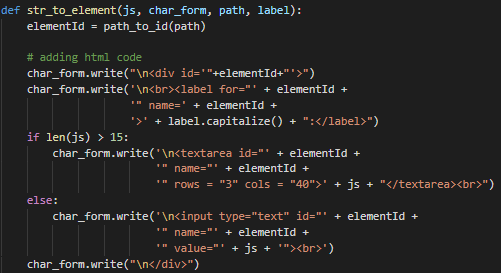 def str_to_element(js, char_form, path, label):
    elementId = path_to_id(path)

    # adding html code
    char_form.write("\n<div id='"+elementId+"'>")
    char_form.write('\n<br><label for="' + elementId +
                    '" name=' + elementId +
                    '>' + label.capitalize() + ":</label>")
    if len(js) > 15:
        char_form.write('\n<textarea id="' + elementId +
                        '" name="' + elementId +
                        '" rows = "3" cols = "40">' + js + "</textarea><br>")
    else:
        char_form.write('\n<input type="text" id="' + elementId +
                        '" name="' + elementId +
                        '" value="' + js + '"><br>')
    char_form.write("\n</div>")